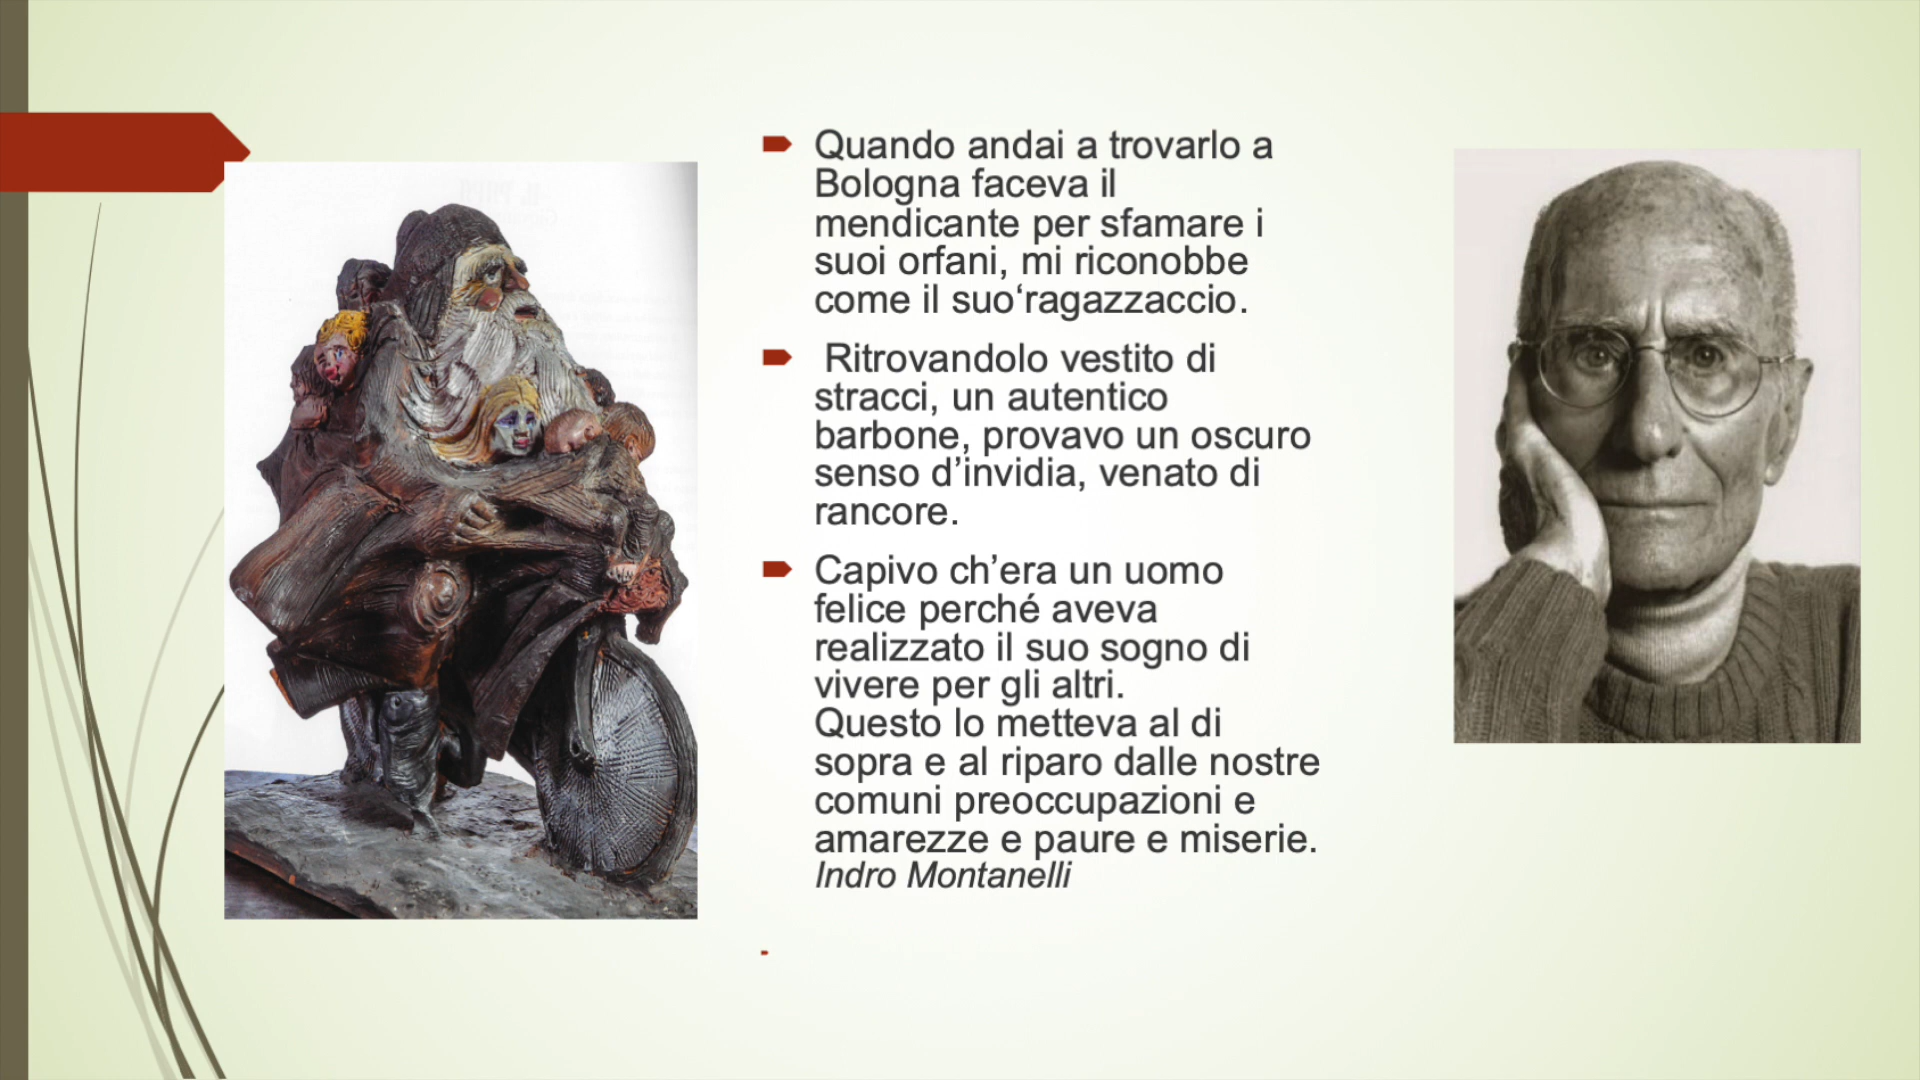 Quando andai a trovarlo a
Bologna faceva il
mendicante per sfamare i
suoi orfani, mi riconobbe
come il suo‘ragazzaccio.
Ritrovandolo vestito di
stracci, un autentico
barbone, provavo un oscuro
senso d’invidia, venato di
rancore.
Capivo ch’era un uomo
felice perché aveva
realizzato il suo sogno di
vivere per gli altri.
Questo lo metteva al di
sopra e al riparo dalle nostre
comuni preoccupazioni e
amarezze e paure e miserie.
Indro Montanelli